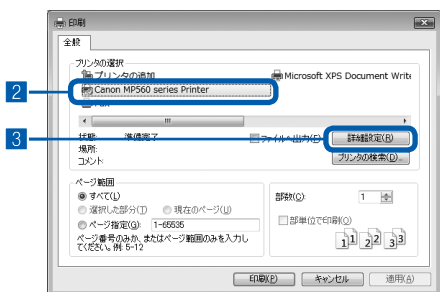 印刷
全般
プリンタの選択
プリンタの追加
Microsoft XPS Document Write
2
Canon MP560 series Printer
3
状態: 準備完了
ファイルへ出力(F)
詳細設定(R)
場所:
コメント:
プリンタの検索(D)...
ページ範囲
すべて(L)
選択した部分(T)
現在のページ(U)
ページ指定(G): 1-65535
ページ番号のみか、またはページ範囲のみを入力し
てください。例: 5-12
部数(C): 1
部単位で印刷(O)
11 22 33
印刷(P)
キャンセル
適用(A)